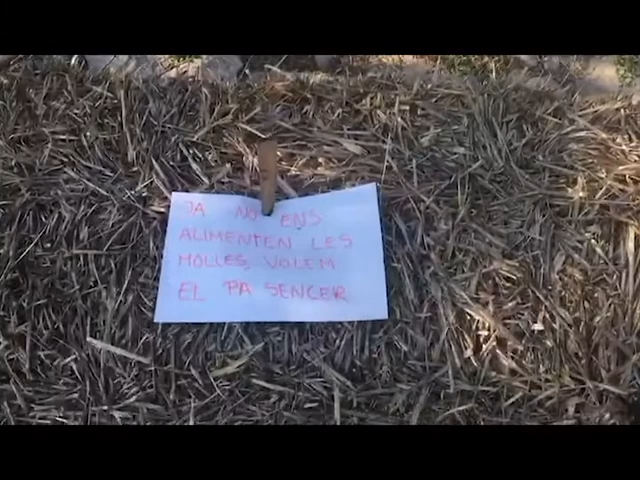 JA NO ENS
ALIMENTEN LES
MOLLES, VOLEM
EL PA SENCER